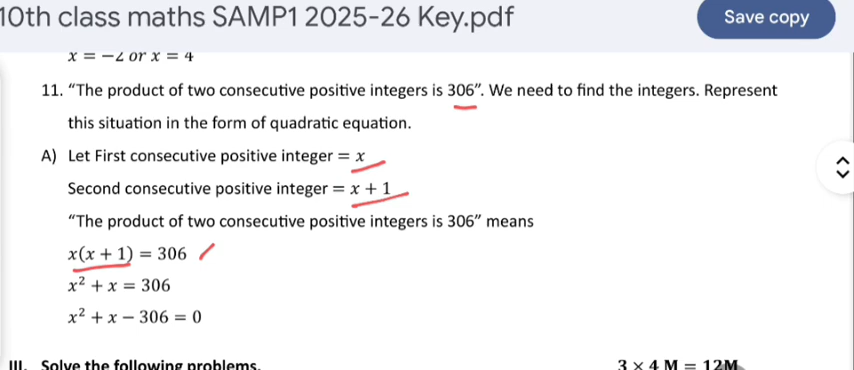 10th class maths SAMP1 2025-26 Key.pdf
Save copy
x = −2 or x = 4
11. “The product of two consecutive positive integers is 306”. We need to find the integers. Represent
this situation in the form of quadratic equation.
A) Let First consecutive positive integer = x
Second consecutive positive integer = x + 1
“The product of two consecutive positive integers is 306” means
x(x + 1) = 306
x² + x = 306
x² + x − 306 = 0
III. Solve the following problems. 3 × 4 M = 12M